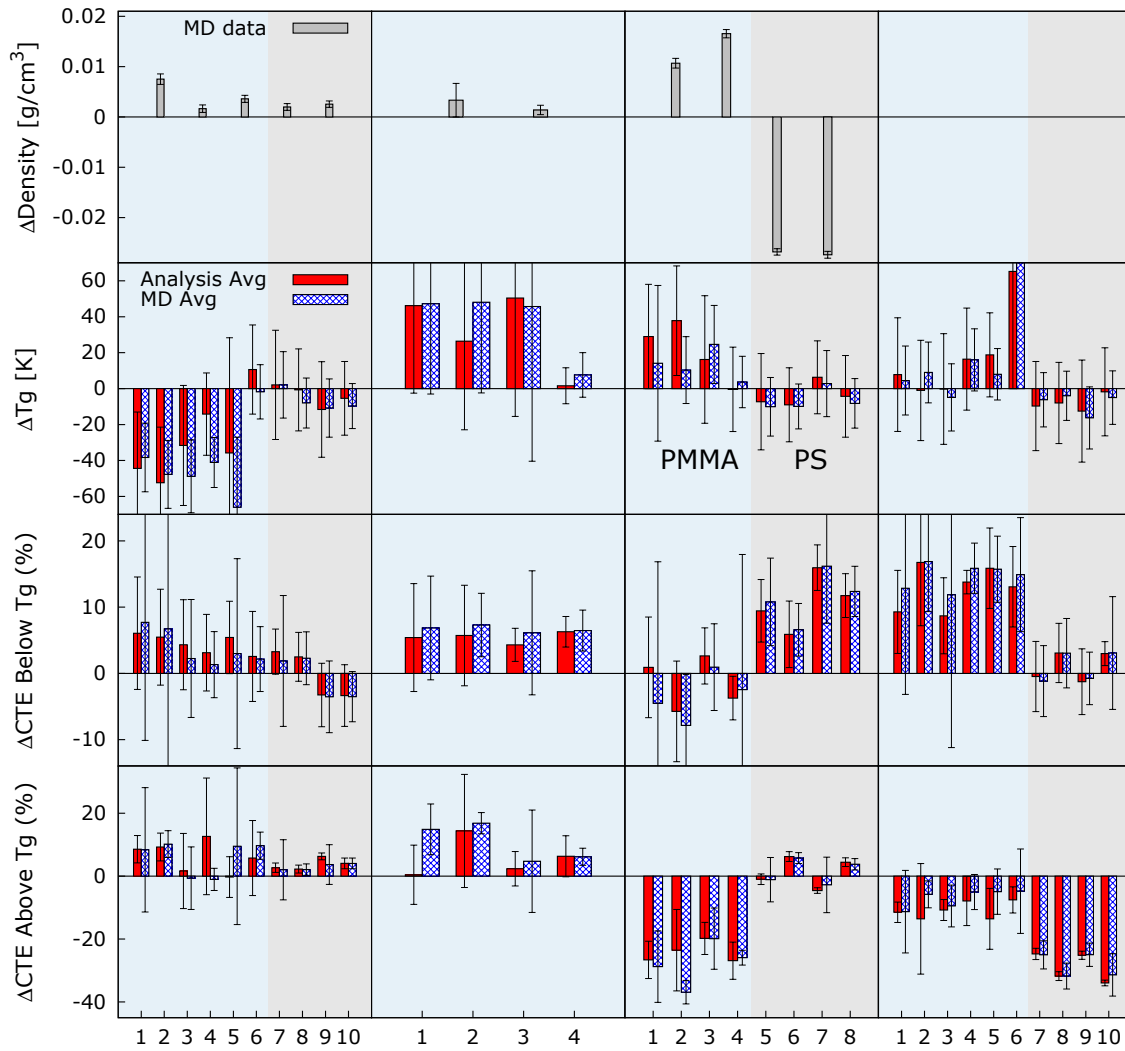 0.02
0.01
0
-0.01
-0.02
ΔDensity [g/cm³]
MD data
60
40
20
0
-20
-40
-60
ΔTg [K]
Analysis Avg
MD Avg
PMMA PS
20
10
0
-10
ΔCTE Below Tg (%)
20
0
-20
-40
ΔCTE Above Tg (%)
1 2 3 4 5 6 7 8 9 10
1 2 3 4
1 2 3 4 5 6 7 8
1 2 3 4 5 6 7 8 9 10